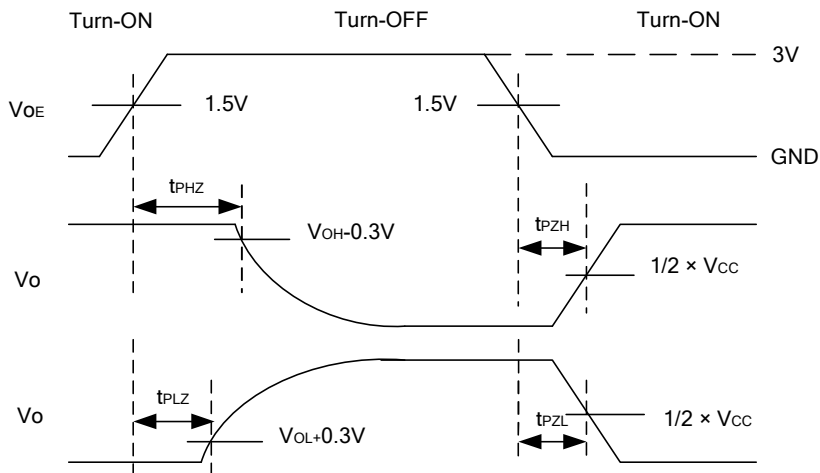 Turn-ON Turn-OFF Turn-ON
3V
VOE 1.5V 1.5V
GND
tPHZ
VOH-0.3V tPZH
Vo 1/2 × VCC
tPLZ
Vo tPZL 1/2 × VCC
VOL+0.3V